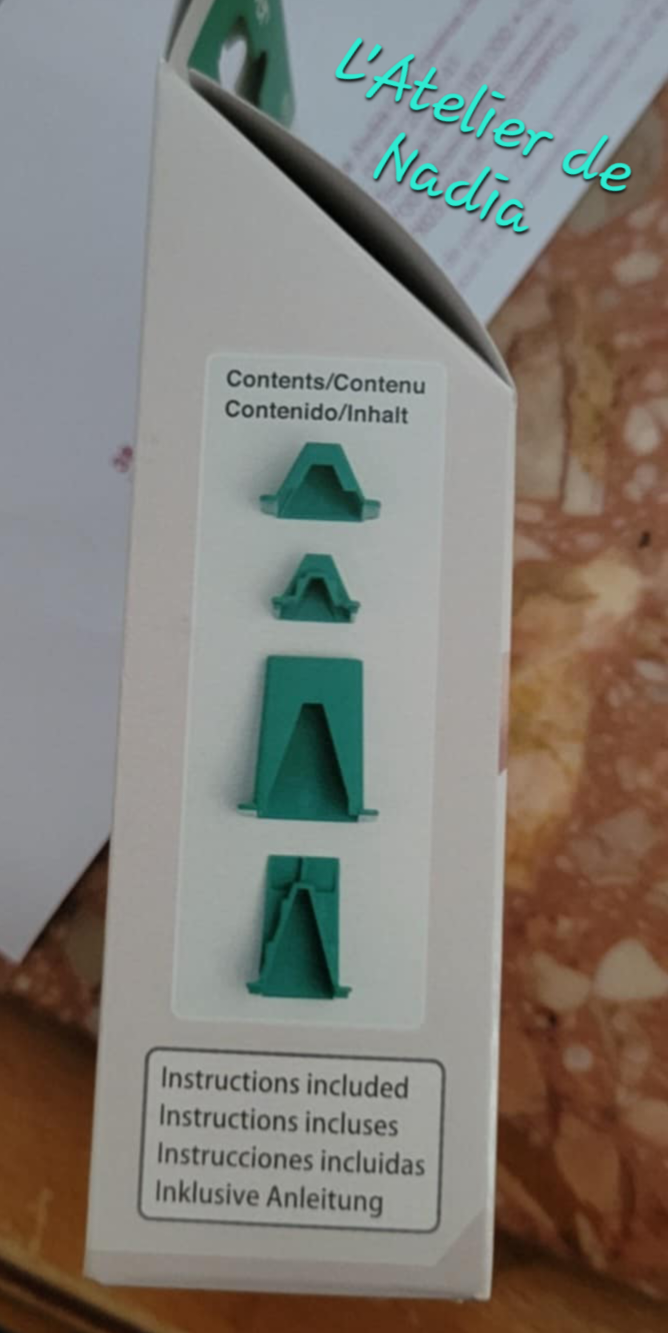 L'Atelier de
Nadia
Contents/Contenu
Contenido/Inhalt
Instructions included
Instructions incluses
Instrucciones incluidas
Inklusive Anleitung